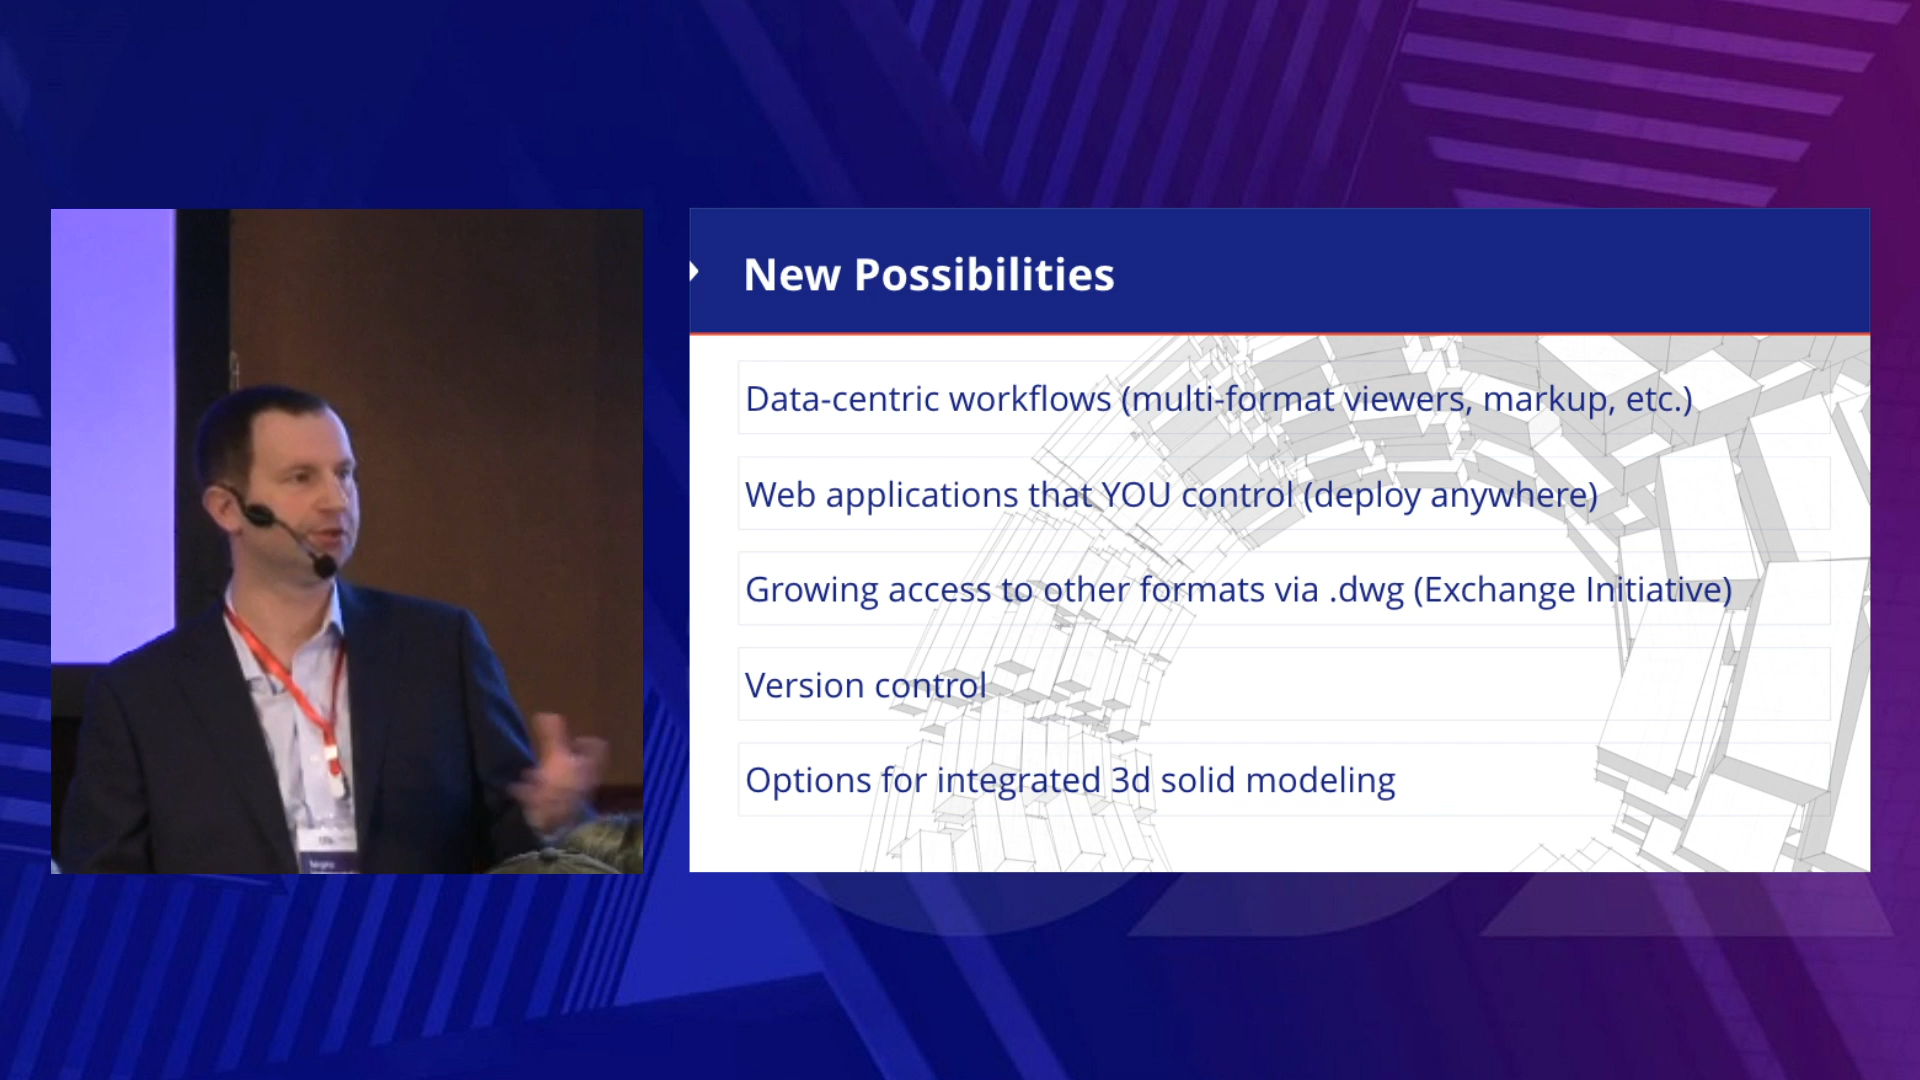 New Possibilities
Data-centric workflows (multi-format viewers, markup, etc.)
Web applications that YOU control (deploy anywhere)
Growing access to other formats via .dwg (Exchange Initiative)
Version control
Options for integrated 3d solid modeling